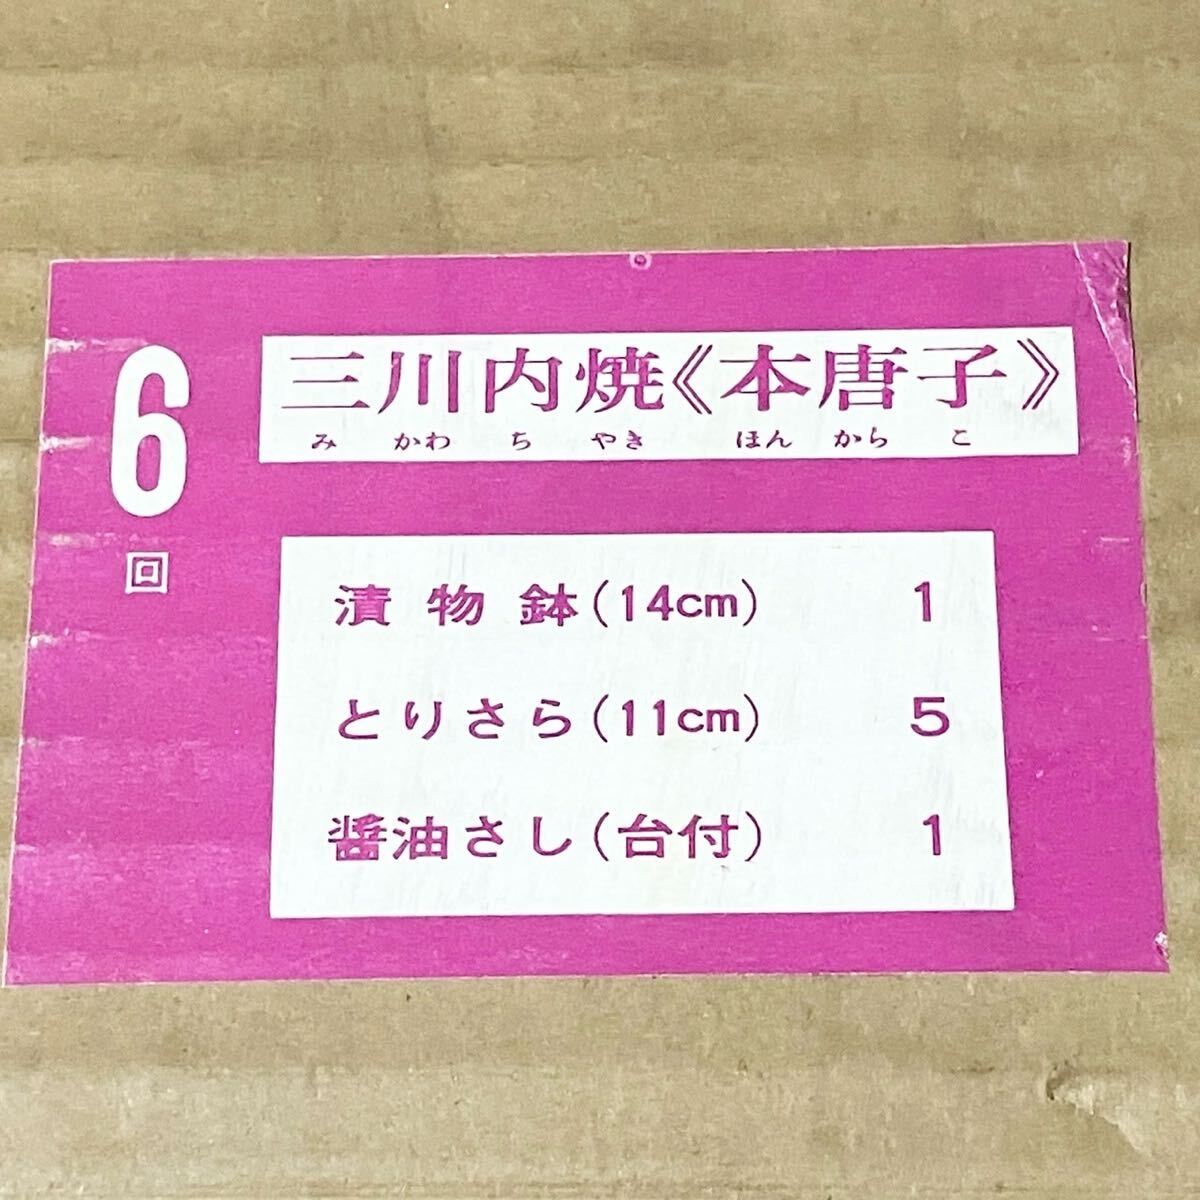 6
回
三川内焼《本唐子》
み かわ ち やき ほん から こ
漬物鉢(14cm) 1
とりさら(11cm) 5
醤油さし(台付) 1